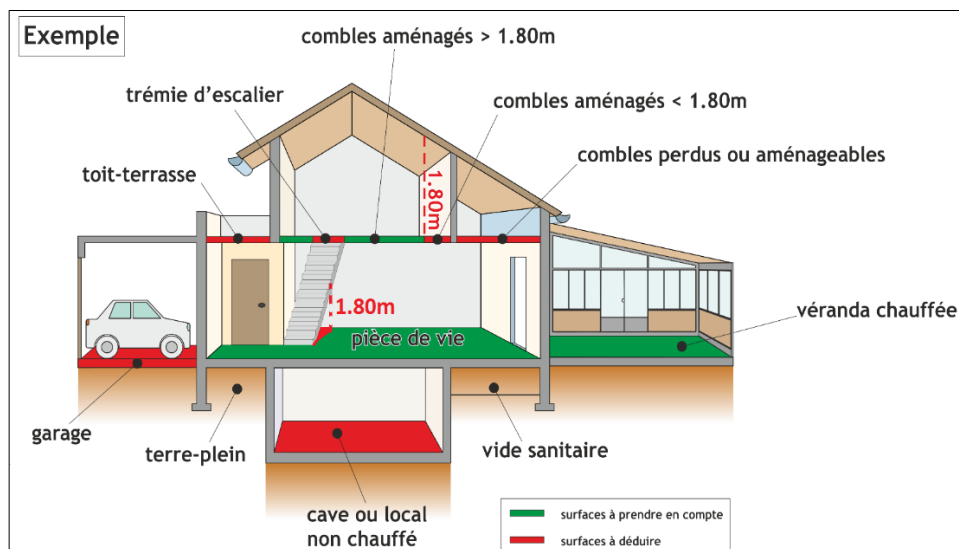 Exemple
combles aménagés > 1.80m
trémie d'escalier
combles aménagés < 1.80m
toit-terrasse
combles perdus ou aménageables
1.80m
1.80m
véranda chauffée
pièce de vie
garage
terre-plein
vide sanitaire
cave ou local
non chauffé
surfaces à prendre en compte
surfaces à déduire